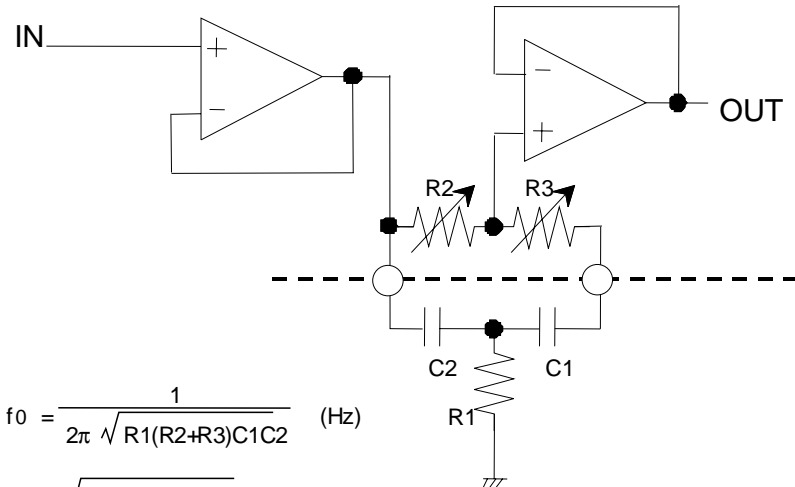 IN
+
−
−
+
OUT
R2
R3
C2
C1
R1
f0 = 1 / 2π √R1(R2+R3)C1C2 (Hz)